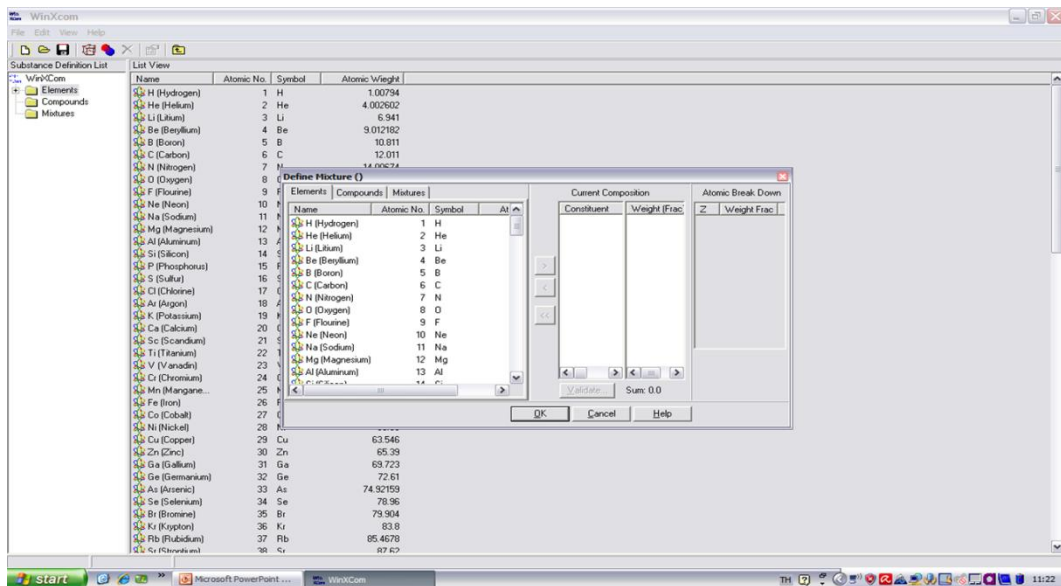 WinXcom
File Edit View Help
Substance Definition List
List View
WinXCom
Elements
Compounds
Mixtures
Name Atomic No. Symbol Atomic Wieght
H (Hydrogen) 1 H 1.00794
He (Helium) 2 He 4.002602
Li (Litium) 3 Li 6.941
Be (Beryllium) 4 Be 9.012182
B (Boron) 5 B 10.811
C (Carbon) 6 C 12.011
N (Nitrogen) 7 N 14.00674
O (Oxygen) 8
F (Flourine) 9
Ne (Neon) 10
Na (Sodium) 11
Mg (Magnesium) 12
Al (Aluminum) 13
Si (Silicon) 14
P (Phosphorus) 15
S (Sulfur) 16
Cl (Chlorine) 17
Ar (Argon) 18
K (Potassium) 19
Ca (Calcium) 20
Sc (Scandium) 21
Ti (Titanium) 22
V (Vanadin) 23
Cr (Chromium) 24
Mn (Mangane... 25
Fe (Iron) 26
Co (Cobalt) 27
Ni (Nickel) 28
Cu (Copper) 29 Cu 63.546
Zn (Zinc) 30 Zn 65.39
Ga (Gallium) 31 Ga 69.723
Ge (Germanium) 32 Ge 72.61
As (Arsenic) 33 As 74.92159
Se (Selenium) 34 Se 78.96
Br (Bromine) 35 Br 79.904
Kr (Krypton) 36 Kr 83.8
Rb (Rubidium) 37 Rb 85.4678
Sr (Strontium) 38 Sr 87.62
Define Mixture ()
Elements Compounds Mixtures
Name Atomic No. Symbol At
H (Hydrogen) 1 H
He (Helium) 2 He
Li (Litium) 3 Li
Be (Beryllium) 4 Be
B (Boron) 5 B
C (Carbon) 6 C
N (Nitrogen) 7 N
O (Oxygen) 8 O
F (Flourine) 9 F
Ne (Neon) 10 Ne
Na (Sodium) 11 Na
Mg (Magnesium) 12 Mg
Al (Aluminum) 13 Al
Si (Silicon) 14 Si
>
<
<<
Current Composition
Constituent Weight (Frac
Validate... Sum: 0.0
Atomic Break Down
Z Weight Frac
OK Cancel Help
start
Microsoft PowerPoint ...
WinXCom
TH
11:22